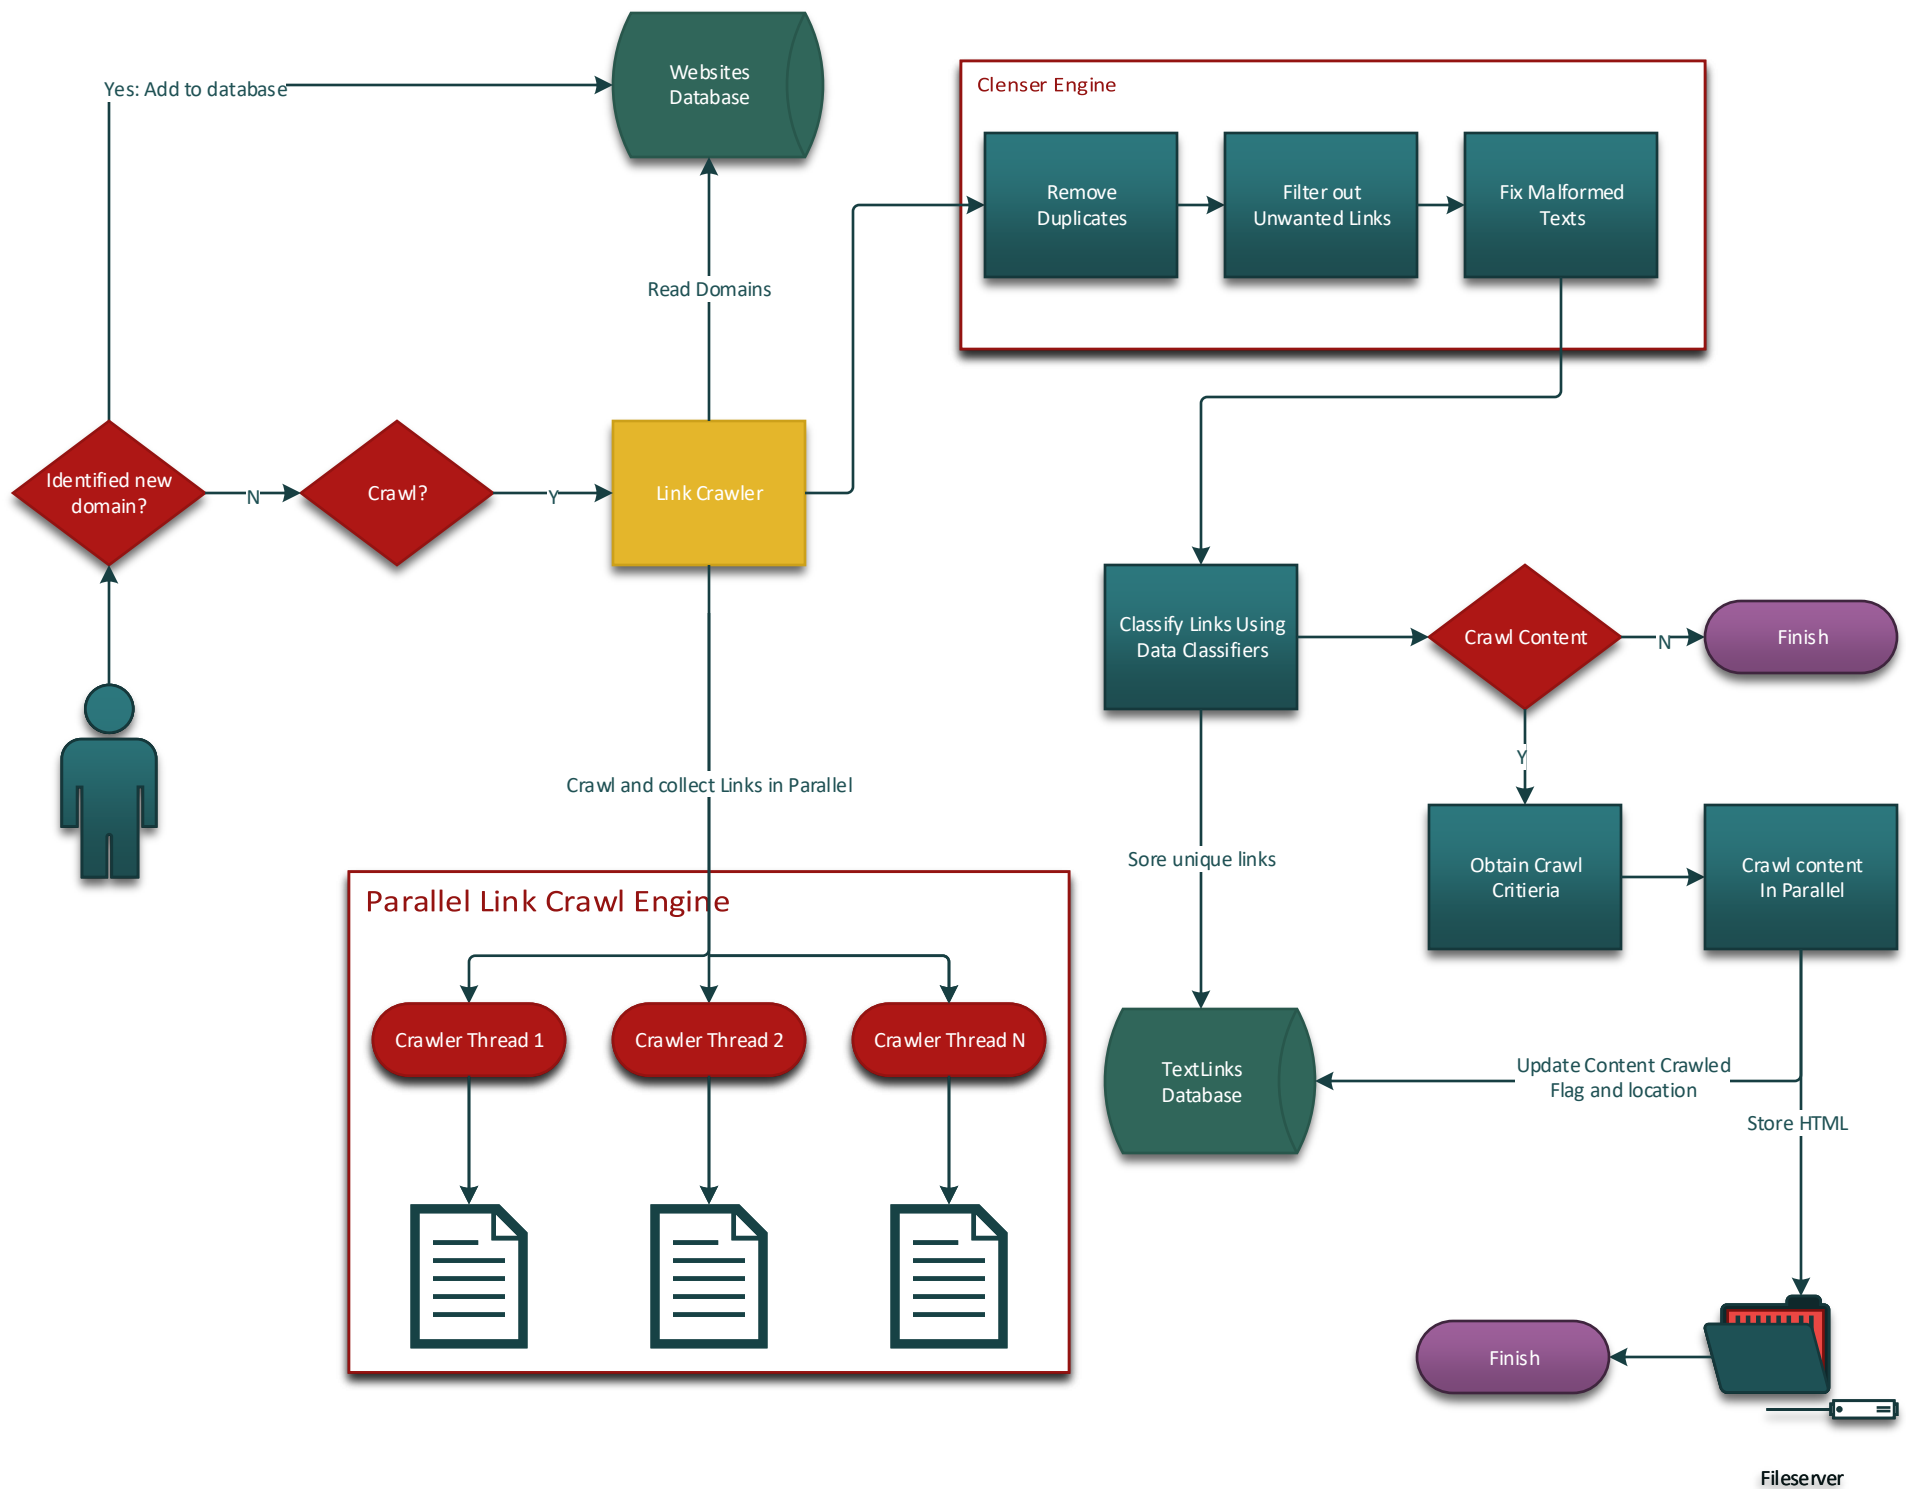 Websites
Database
Yes: Add to database
Clenser Engine
Remove
Duplicates
Filter out
Unwanted Links
Fix Malformed
Texts
Read Domains
Identified new
domain?
N
Crawl?
Y
Link Crawler
Classify Links Using
Data Classifiers
Crawl Content
N
Finish
Y
Crawl and collect Links in Parallel
Sore unique links
Obtain Crawl
Critieria
Crawl content
In Parallel
Parallel Link Crawl Engine
Crawler Thread 1
Crawler Thread 2
Crawler Thread N
TextLinks
Database
Update Content Crawled
Flag and location
Store HTML
Finish
Fileserver